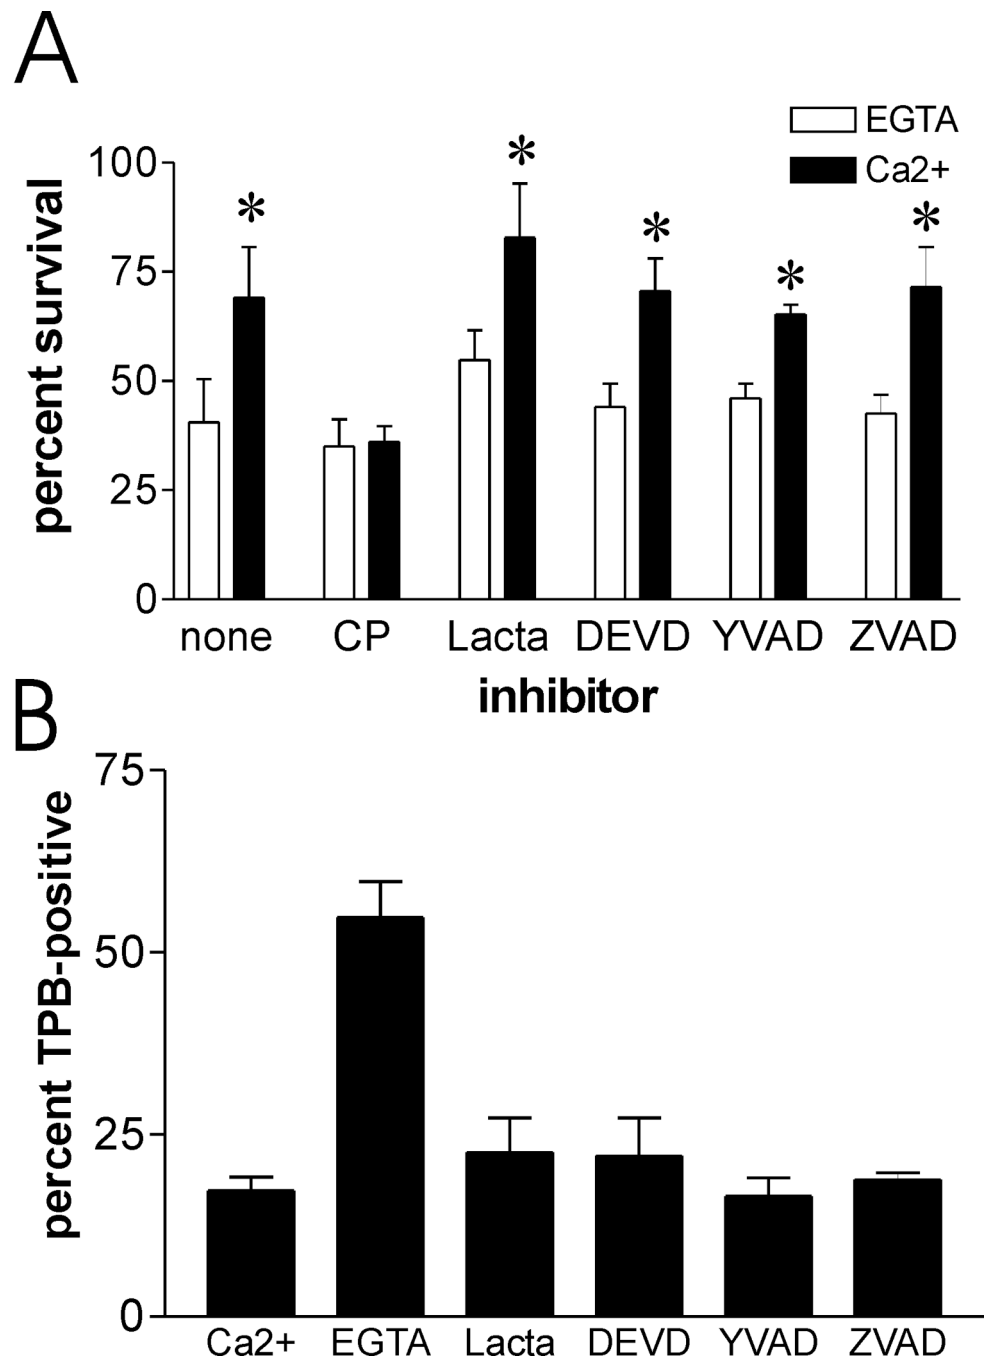 A
EGTA
Ca2+
* * * * *
percent survival
100
75
50
25
0
none CP Lacta DEVD YVAD ZVAD
inhibitor
B
percent TPB-positive
75
50
25
0
Ca2+ EGTA Lacta DEVD YVAD ZVAD